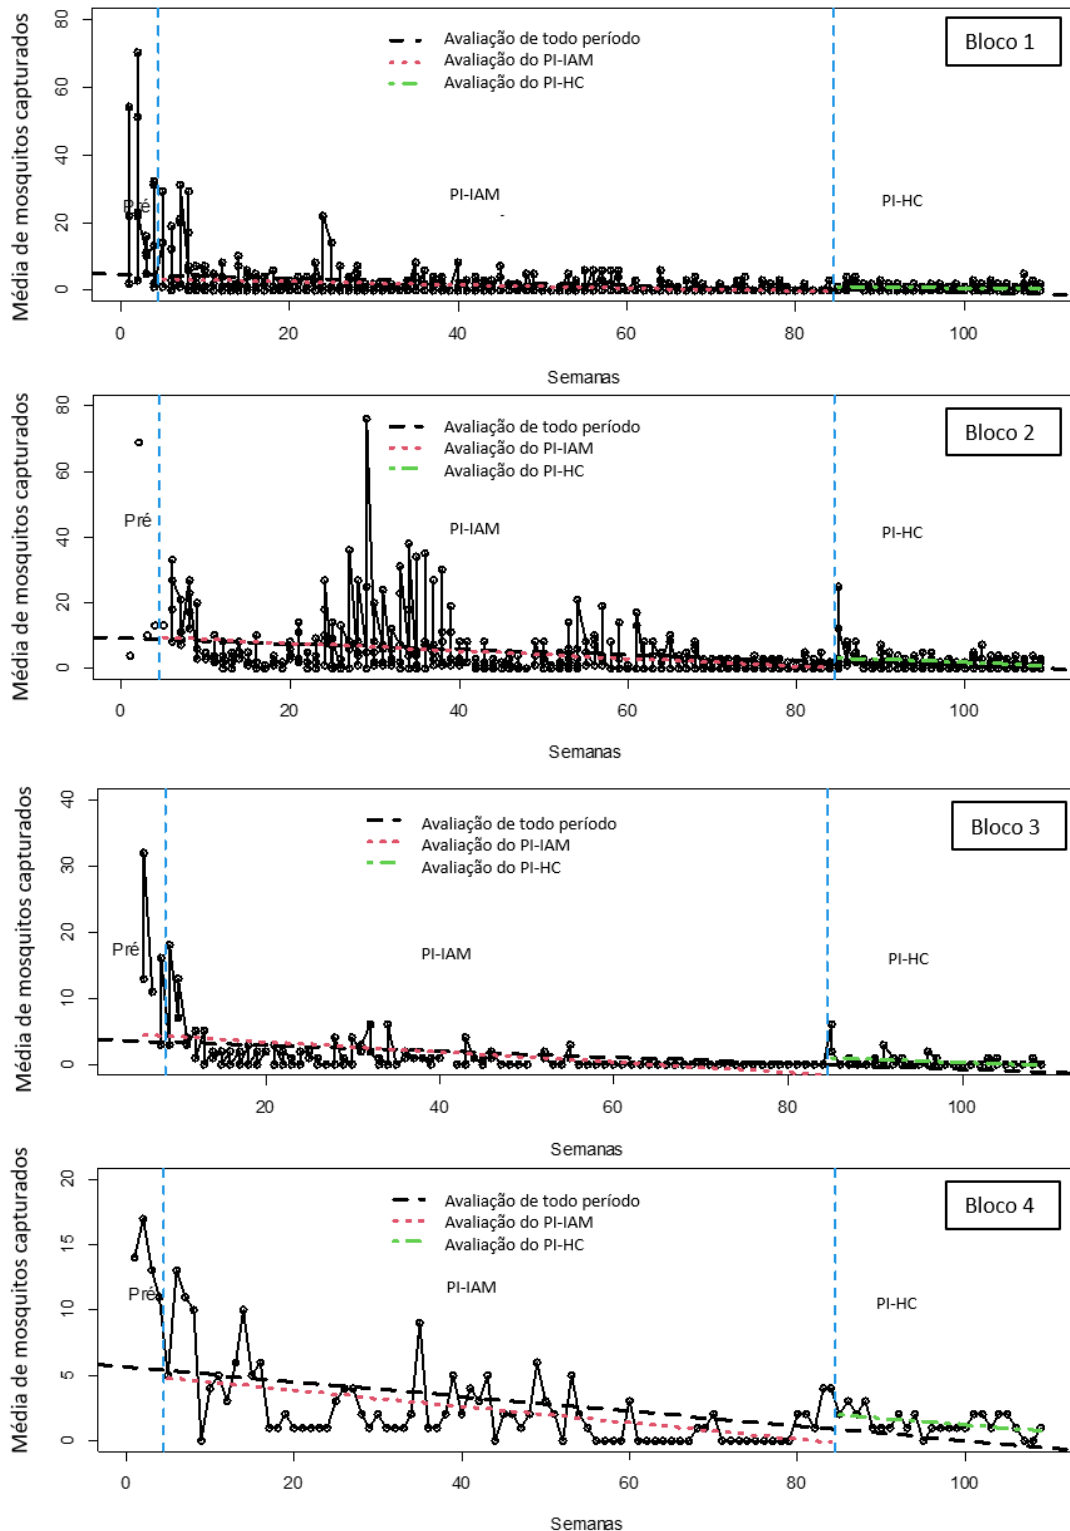 Média de mosquitos capturados
80
60
40
20
0
Avaliação de todo período
Avaliação do PI-IAM
Avaliação do PI-HC
Bloco 1
Pré
PI-IAM
PI-HC
0 20 40 60 80 100
Semanas
Média de mosquitos capturados
80
60
40
20
0
Avaliação de todo período
Avaliação do PI-IAM
Avaliação do PI-HC
Bloco 2
Pré
PI-IAM
PI-HC
0 20 40 60 80 100
Semanas
Média de mosquitos capturados
40
30
20
10
0
Avaliação de todo período
Avaliação do PI-IAM
Avaliação do PI-HC
Bloco 3
Pré
PI-IAM
PI-HC
20 40 60 80 100
Semanas
Média de mosquitos capturados
20
15
10
5
0
Avaliação de todo período
Avaliação do PI-IAM
Avaliação do PI-HC
Bloco 4
Pré
PI-IAM
PI-HC
0 20 40 60 80 100
Semanas